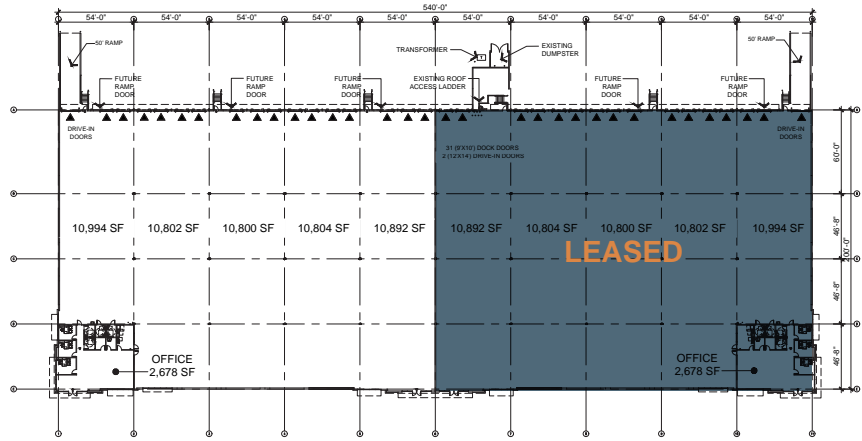 540'-0"
54'-0" 54'-0" 54'-0" 54'-0" 54'-0" 54'-0" 54'-0" 54'-0" 54'-0" 54'-0"
50' RAMP
TRANSFORMER
EXISTING
DUMPSTER
50' RAMP
FUTURE
RAMP
DOOR
FUTURE
RAMP
DOOR
FUTURE
RAMP
DOOR
EXISTING ROOF
ACCESS LADDER
FUTURE
RAMP
DOOR
FUTURE
RAMP
DOOR
DRIVE-IN
DOORS
31 (9'X10') DOCK DOORS
2 (12'X14') DRIVE-IN DOORS
DRIVE-IN
DOORS
60'-0"
10,994 SF 10,802 SF 10,800 SF 10,804 SF 10,892 SF 10,892 SF 10,804 SF 10,800 SF 10,802 SF 10,994 SF
46'-8"
200'-0"
LEASED
46'-8"
46'-8"
OFFICE
2,678 SF
OFFICE
2,678 SF